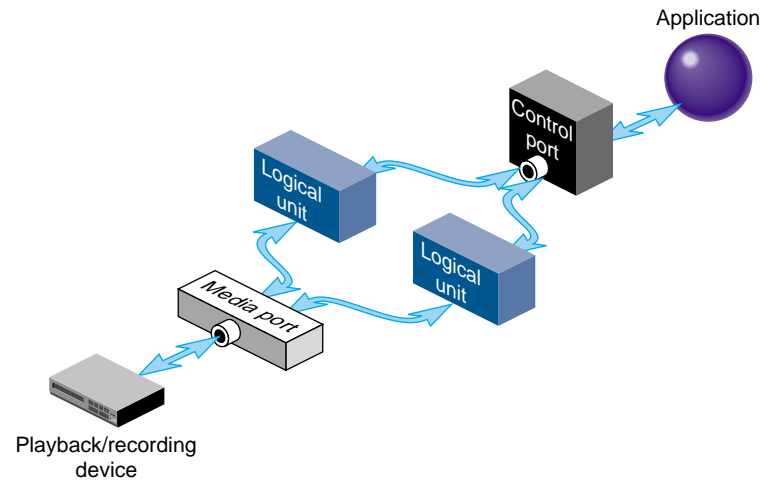 Application
Control
port
Logical
unit
Logical
unit
Media port
Playback/recording
device